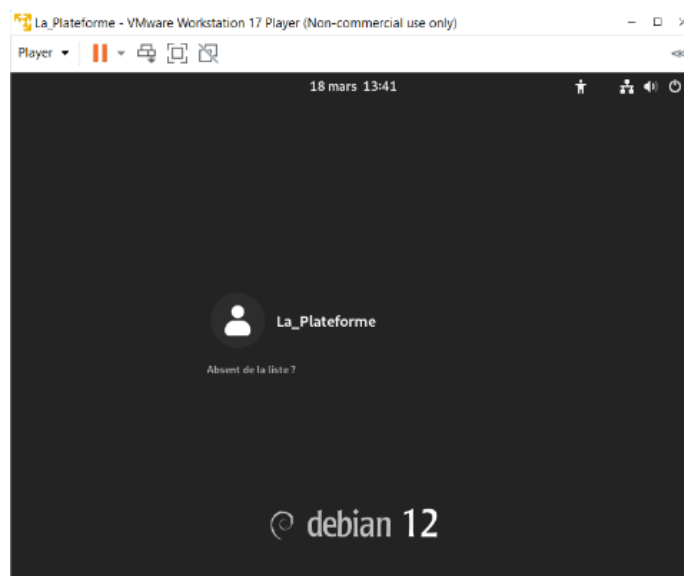 La_Plateforme - VMware Workstation 17 Player (Non-commercial use only)
Player
18 mars 13:41
La_Plateforme
Absent de la liste ?
debian 12